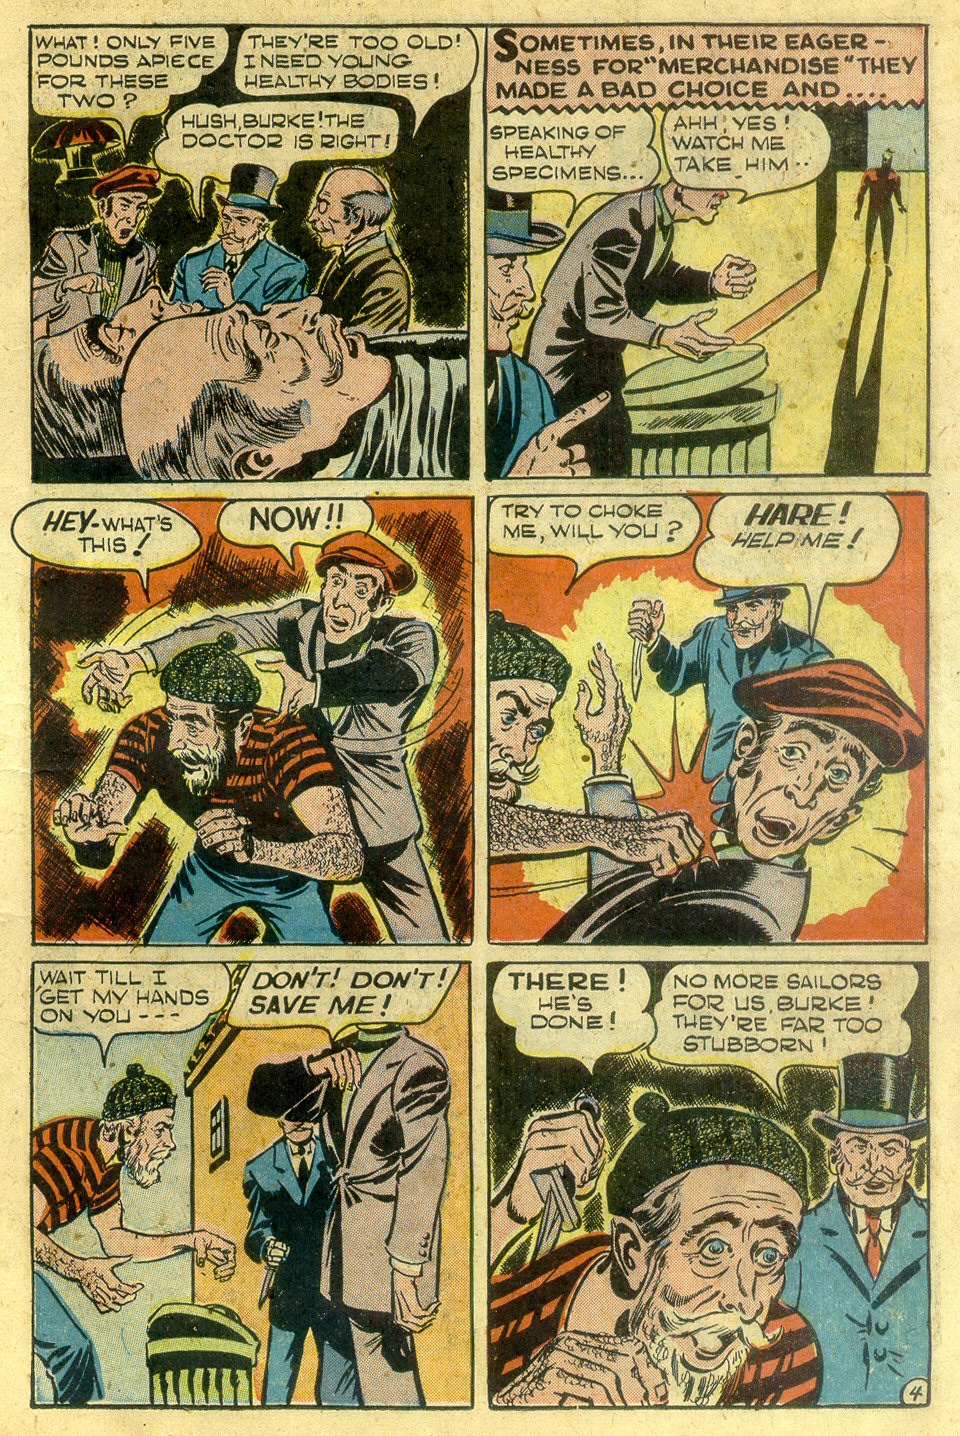 WHAT! ONLY FIVE
POUNDS APIECE
FOR THESE
TWO?
THEY'RE TOO OLD!
I NEED YOUNG
HEALTHY BODIES!
HUSH, BURKE! THE
DOCTOR IS RIGHT!
SOMETIMES, IN THEIR EAGER-
NESS FOR "MERCHANDISE" THEY
MADE A BAD CHOICE AND....
SPEAKING OF
HEALTHY
SPECIMENS...
AHH, YES!
WATCH ME
TAKE HIM--
HEY-WHAT'S
THIS!
NOW!!
TRY TO CHOKE
ME, WILL YOU?
HARE!
HELP ME!
WAIT TILL I
GET MY HANDS
ON YOU ---
DON'T! DON'T!
SAVE ME!
THERE!
HE'S
DONE!
NO MORE SAILORS
FOR US, BURKE!
THEY'RE FAR TOO
STUBBORN!
4